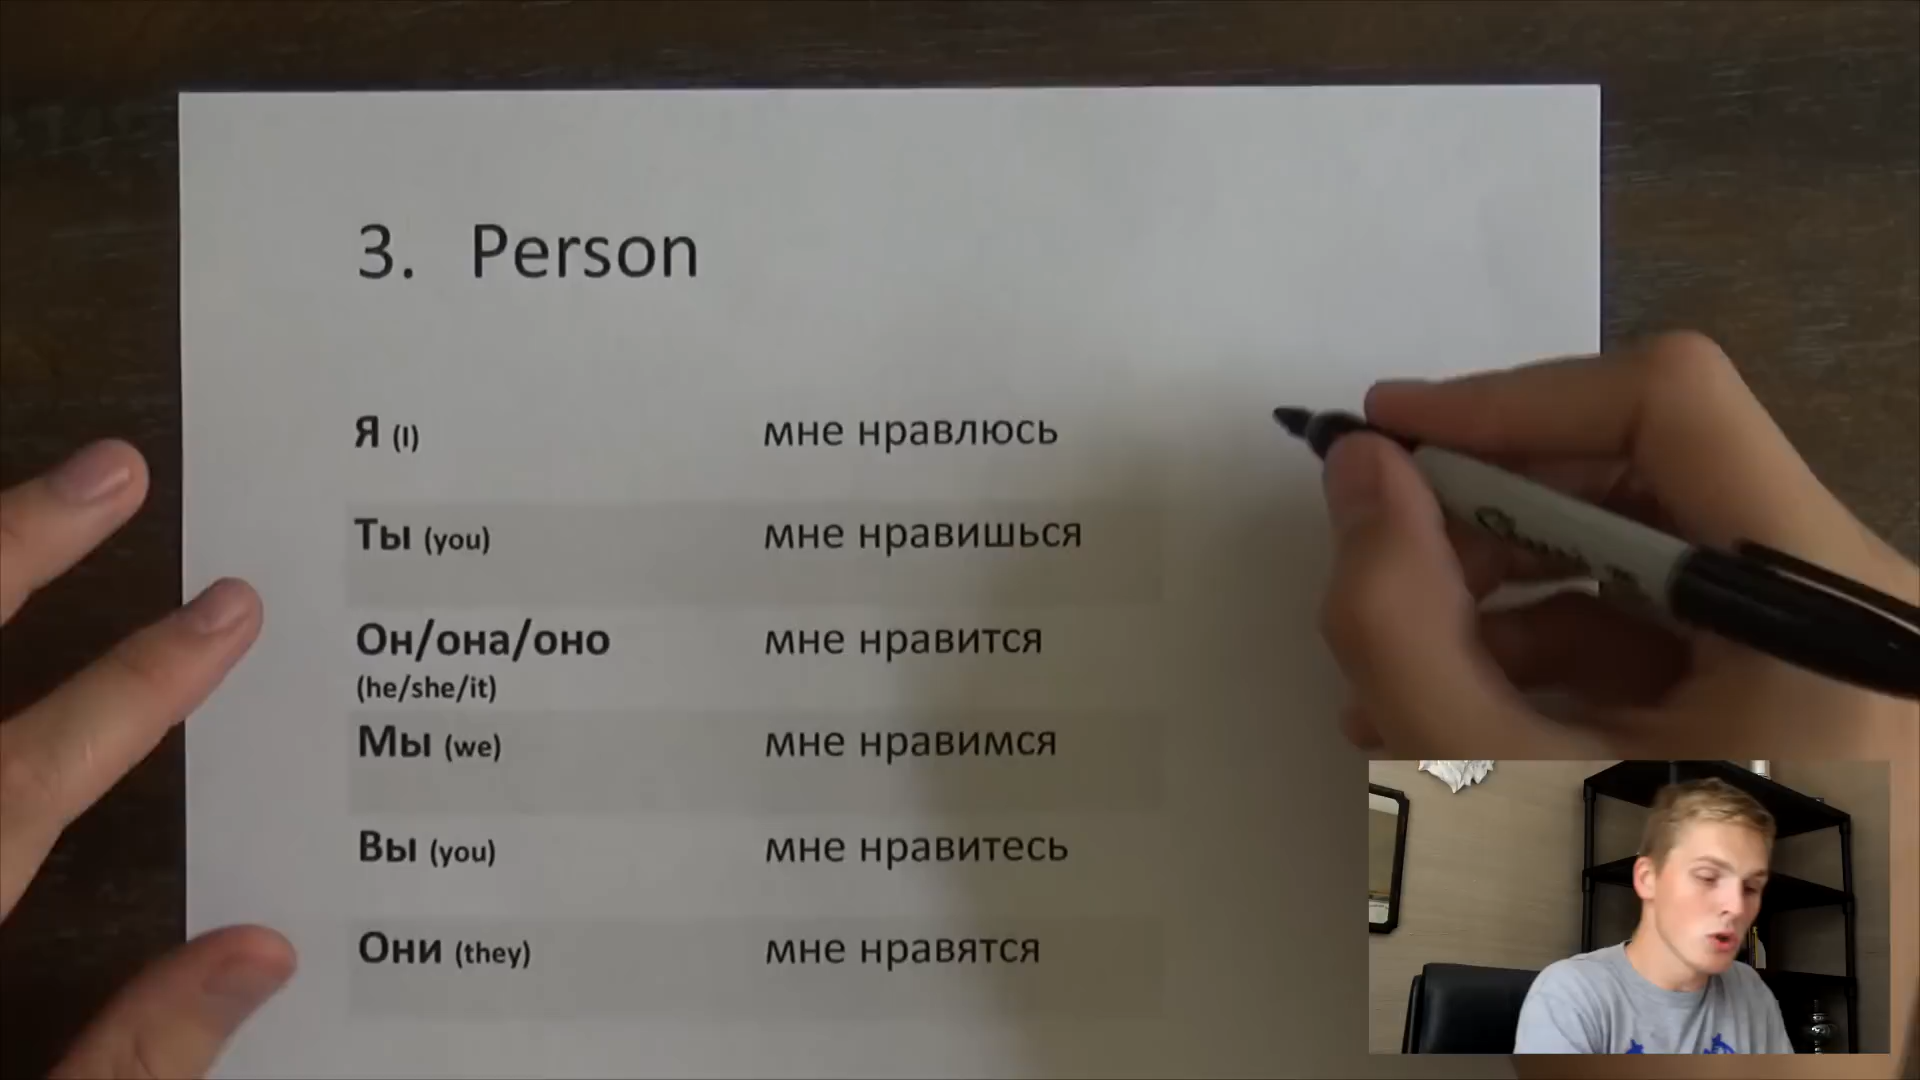 3. Person
Я (I) мне нравлюсь
Ты (you) мне нравишься
Он/она/оно мне нравится
(he/she/it)
Мы (we) мне нравимся
Вы (you) мне нравитесь
Они (they) мне нравятся